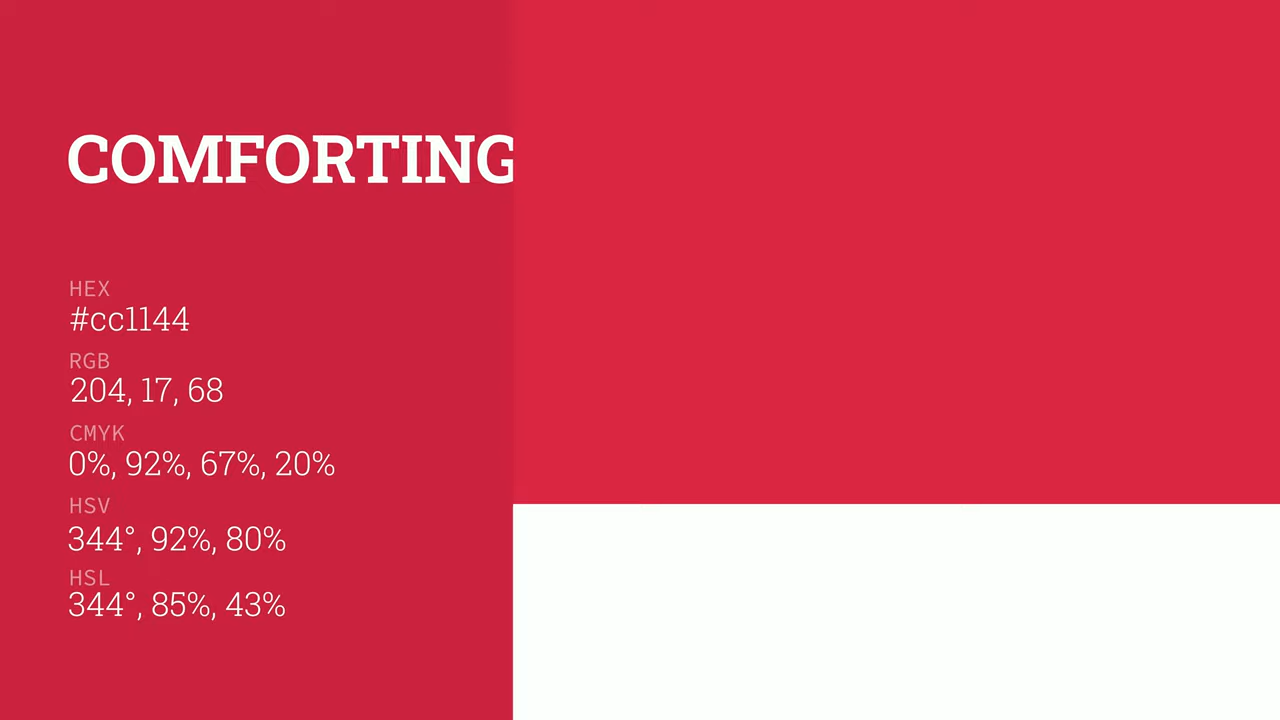 COMFORTING
HEX
#cc1144
RGB
204, 17, 68
CMYK
0%, 92%, 67%, 20%
HSV
344°, 92%, 80%
HSL
344°, 85%, 43%